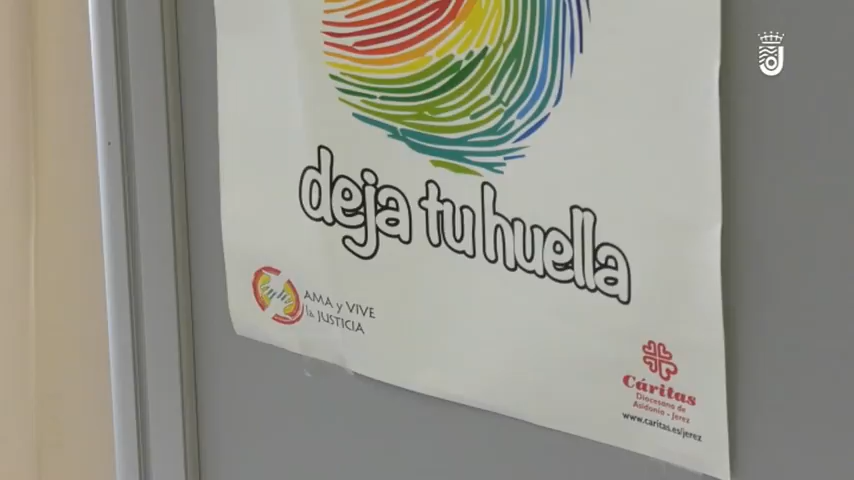 deja tu huella
AMA y VIVE
la JUSTICIA
Cáritas
Diocesana de
Asidonia - Jerez
www.caritas.es/jerez